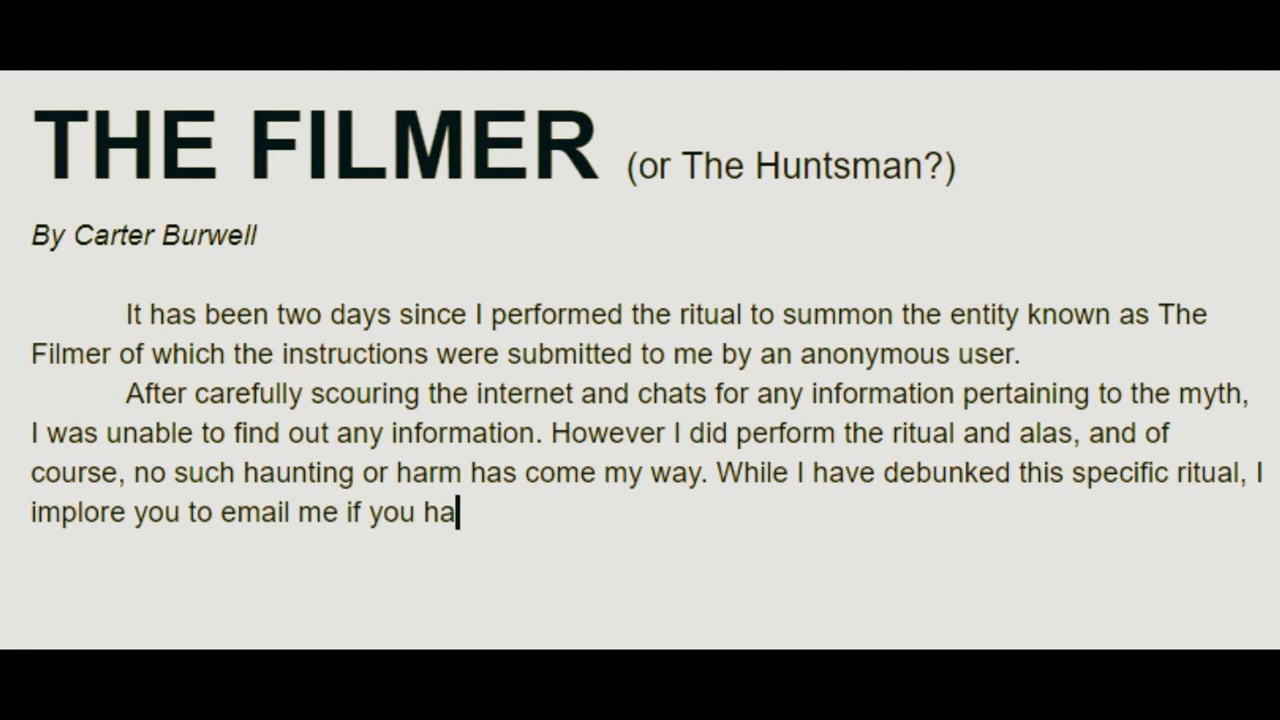 THE FILMER (or The Huntsman?)
By Carter Burwell
It has been two days since I performed the ritual to summon the entity known as The
Filmer of which the instructions were submitted to me by an anonymous user.
After carefully scouring the internet and chats for any information pertaining to the myth,
I was unable to find out any information. However I did perform the ritual and alas, and of
course, no such haunting or harm has come my way. While I have debunked this specific ritual, I
implore you to email me if you ha